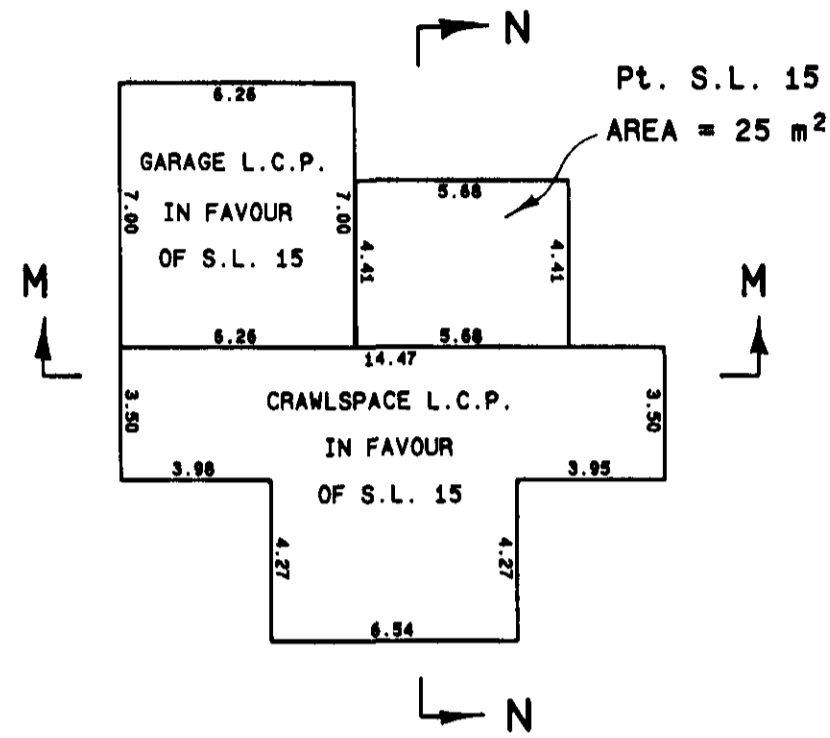 N
Pt. S.L. 15
AREA = 25 m²
6.26
GARAGE L.C.P.
IN FAVOUR
OF S.L. 15
7.00
7.00
5.68
4.41
4.41
M
M
6.26
5.68
14.47
CRAWLSPACE L.C.P.
IN FAVOUR
OF S.L. 15
3.50
3.50
3.98
3.95
4.27
4.27
6.54
N